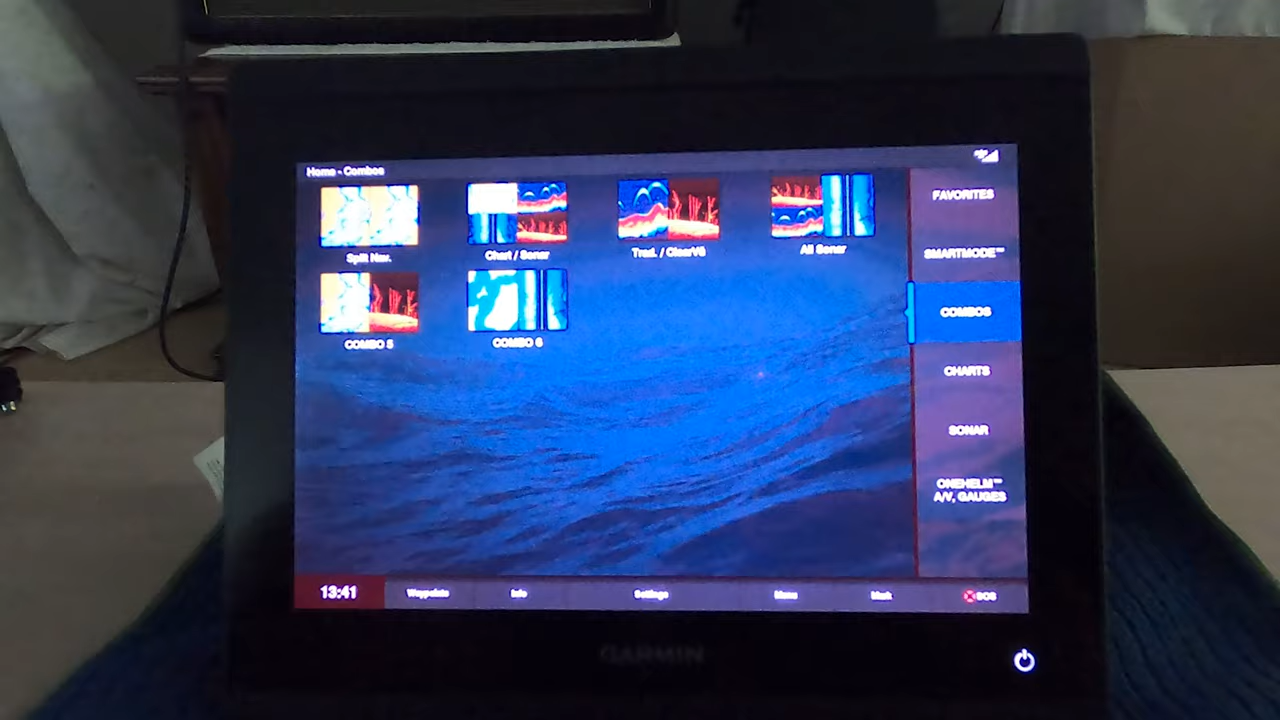 Home - Combos
Split Nav.
Chart / Sonar
Trad. / ClearVü
All Sonar
COMBO 5
COMBO 6
FAVORITES
SMARTMODE™
COMBOS
CHARTS
SONAR
ONEHELM™
A/V, GAUGES
13:41
Waypoints
Info
Settings
Menu
Mark
SOS
GARMIN